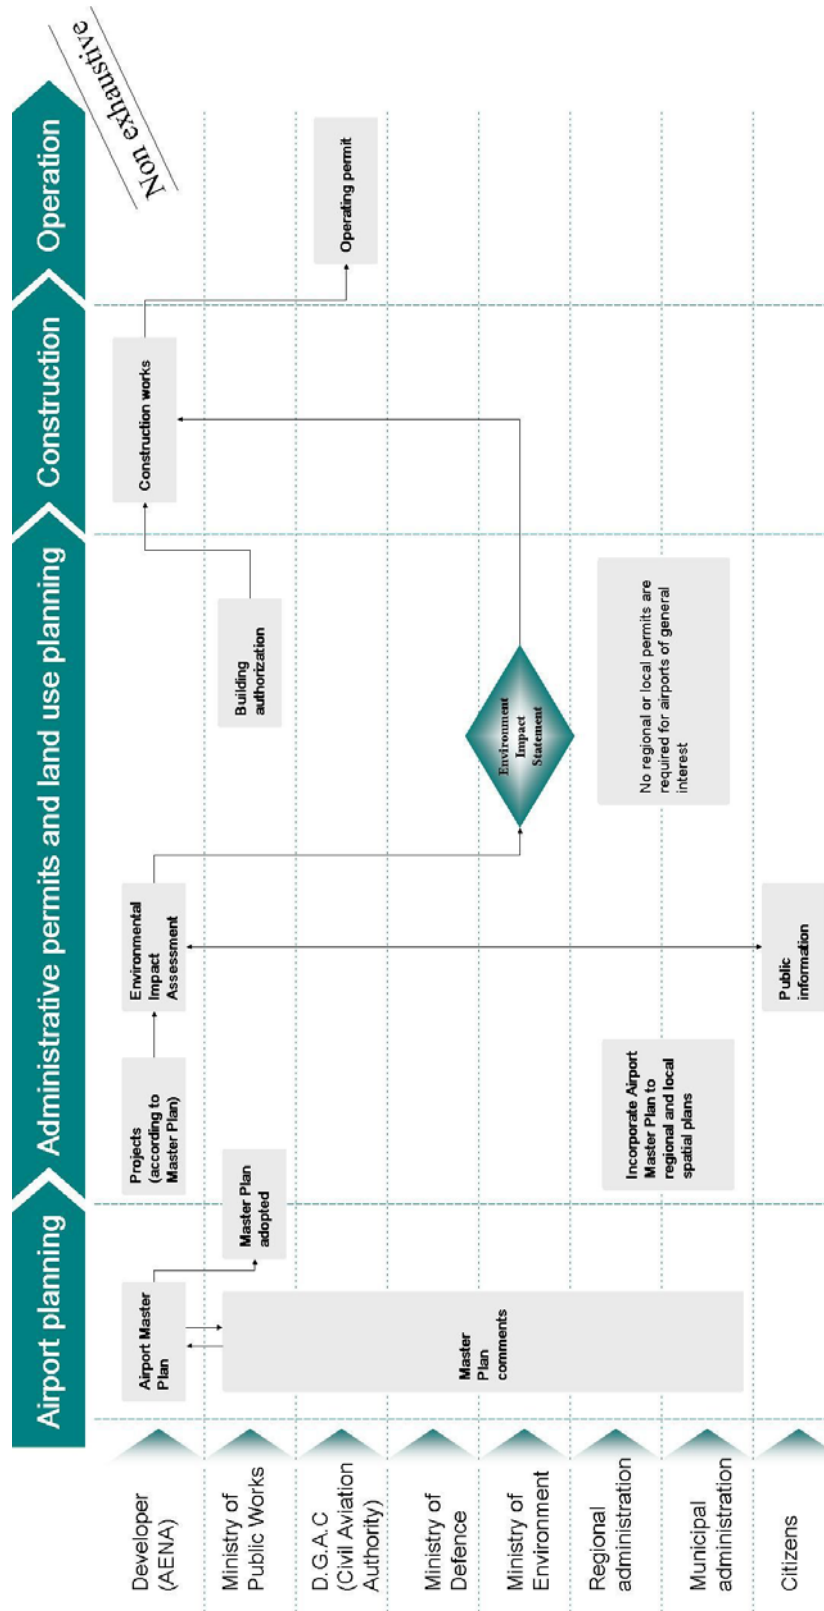 Airport planning
Administrative permits and land use planning
Construction
Operation
Non exhaustive
Developer
(AENA)
Airport Master
Plan
Projects
(according to
Master Plan)
Environmental
Impact
Assessment
Construction works
Ministry of
Public Works
Master Plan
adopted
Building
authorization
D.G.A.C
(Civil Aviation
Authority)
Operating permit
Ministry of
Defence
Master
Plan
comments
Ministry of
Environment
Environment
Impact
Statement
Regional
administration
Incorporate Airport
Master Plan to
regional and local
spatial plans
No regional or local permits are
required for airports of general
interest
Municipal
administration
Citizens
Public
information